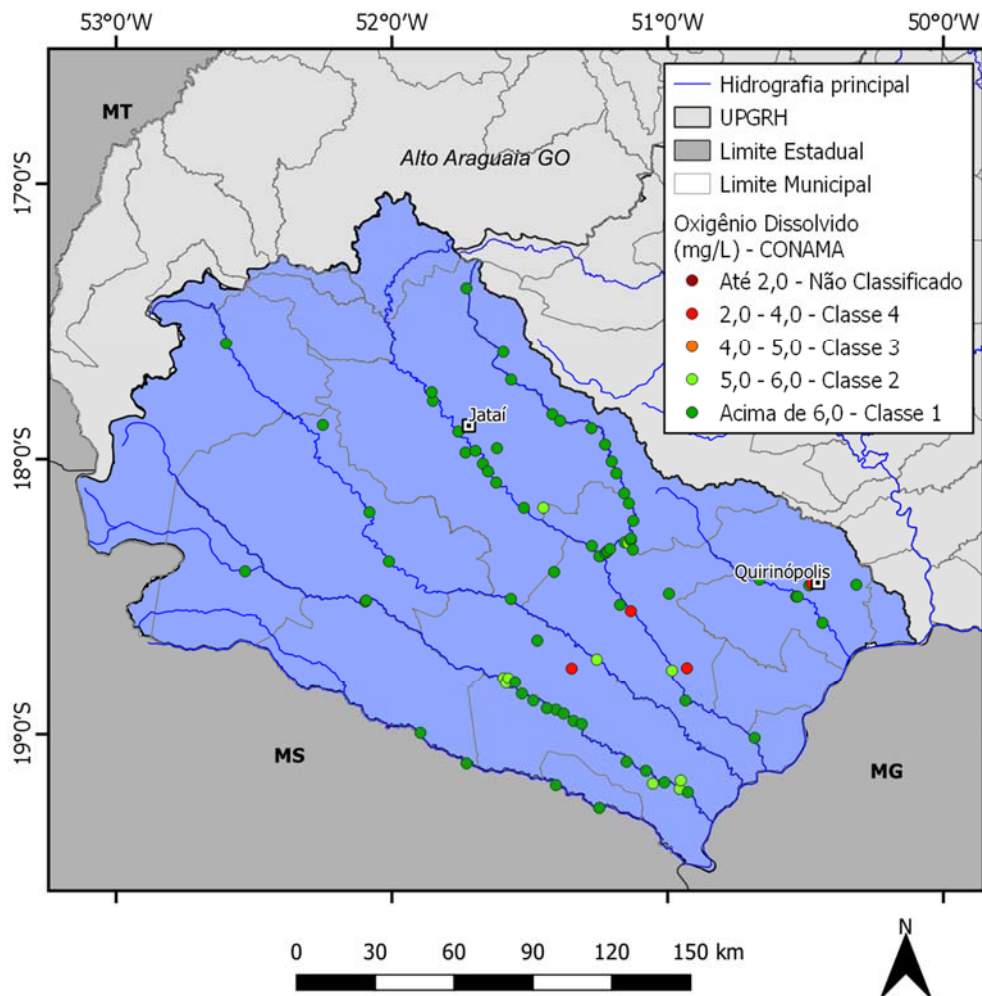 53°0'W 52°0'W 51°0'W 50°0'W
MT
Alto Araguaia GO
17°0'S
18°0'S
19°0'S
Hidrografia principal
UPGRH
Limite Estadual
Limite Municipal
Oxigênio Dissolvido
(mg/L) - CONAMA
Até 2,0 - Não Classificado
2,0 - 4,0 - Classe 4
4,0 - 5,0 - Classe 3
5,0 - 6,0 - Classe 2
Acima de 6,0 - Classe 1
Jataí
Quirinópolis
MS
MG
0 30 60 90 120 150 km
N